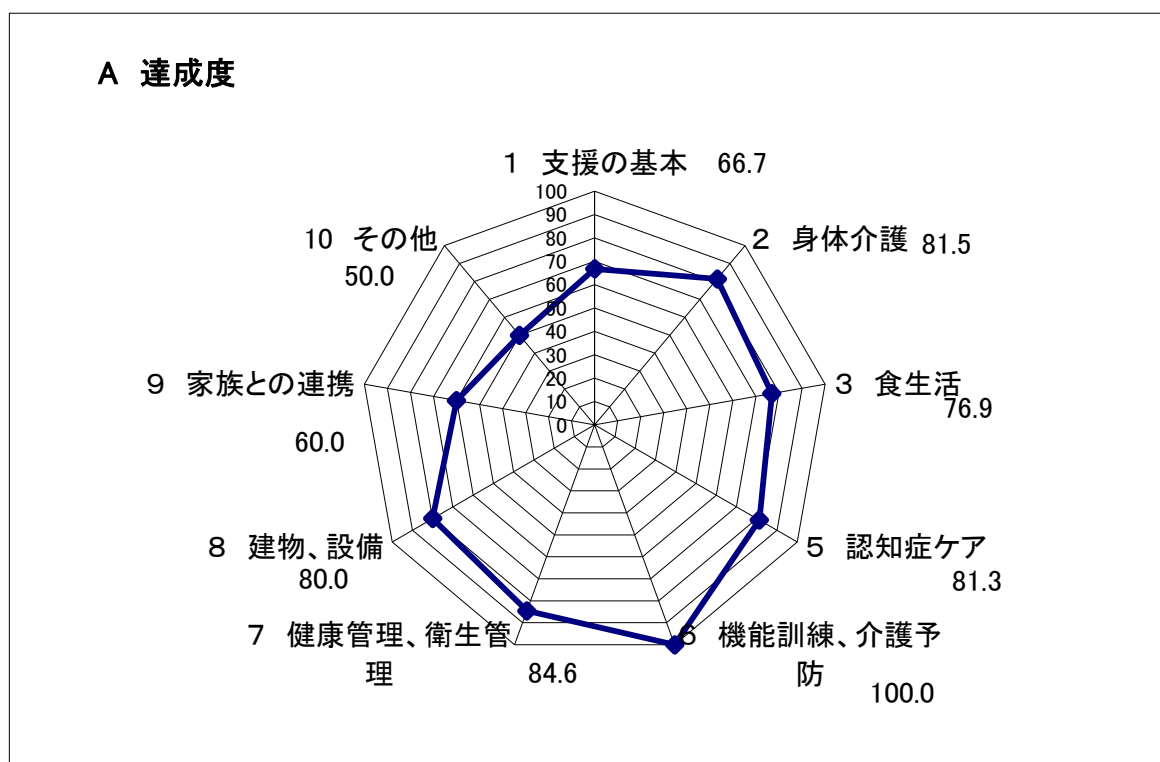 A 達成度
1 支援の基本 66.7
2 身体介護 81.5
3 食生活
76.9
5 認知症ケア
81.3
6 機能訓練、介護予
防
100.0
7 健康管理、衛生管
理
84.6
8 建物、設備
80.0
9 家族との連携
60.0
10 その他
50.0
100
90
80
70
60
50
40
30
20
10
0